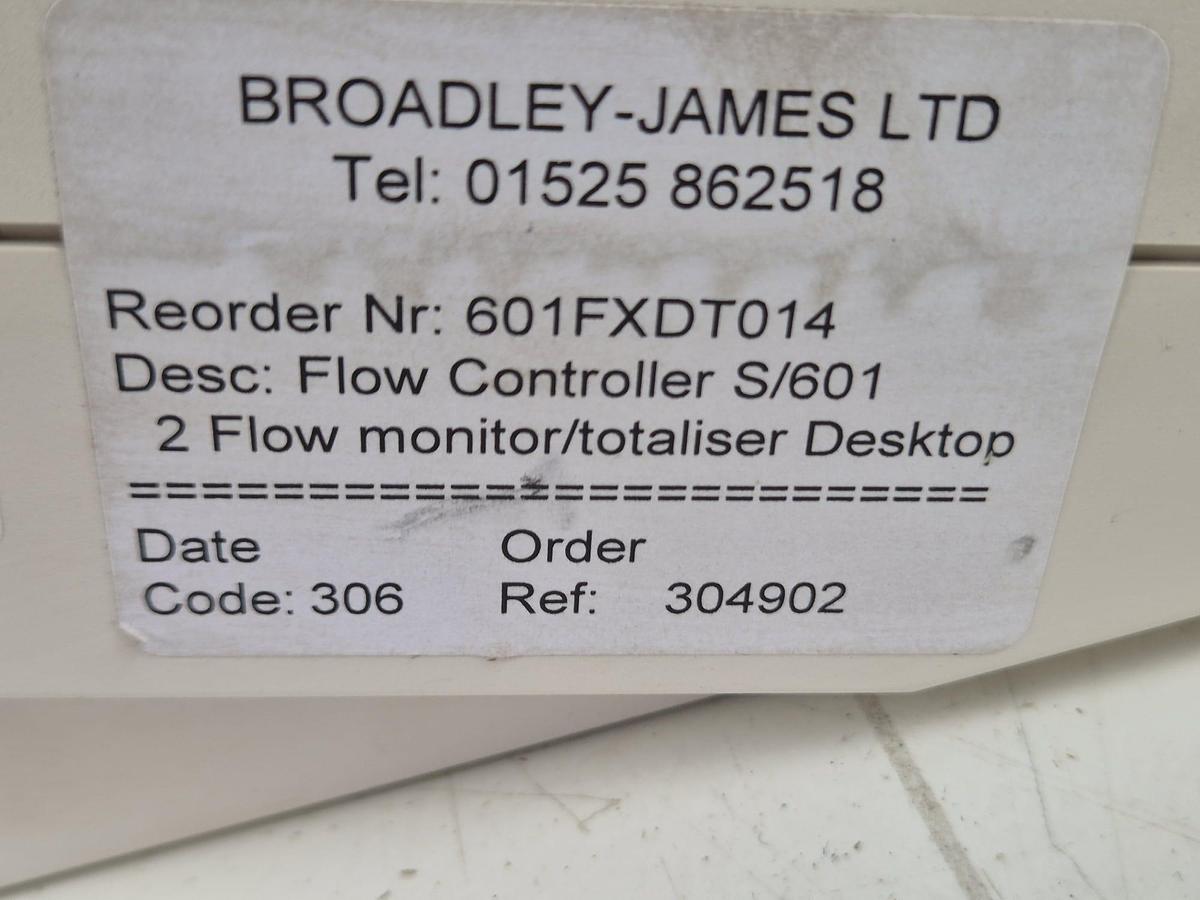 BROADLEY-JAMES LTD
Tel: 01525 862518
Reorder Nr: 601FXDT014
Desc: Flow Controller S/601
2 Flow monitor/totaliser Desktop
========================
Date Order
Code: 306 Ref: 304902